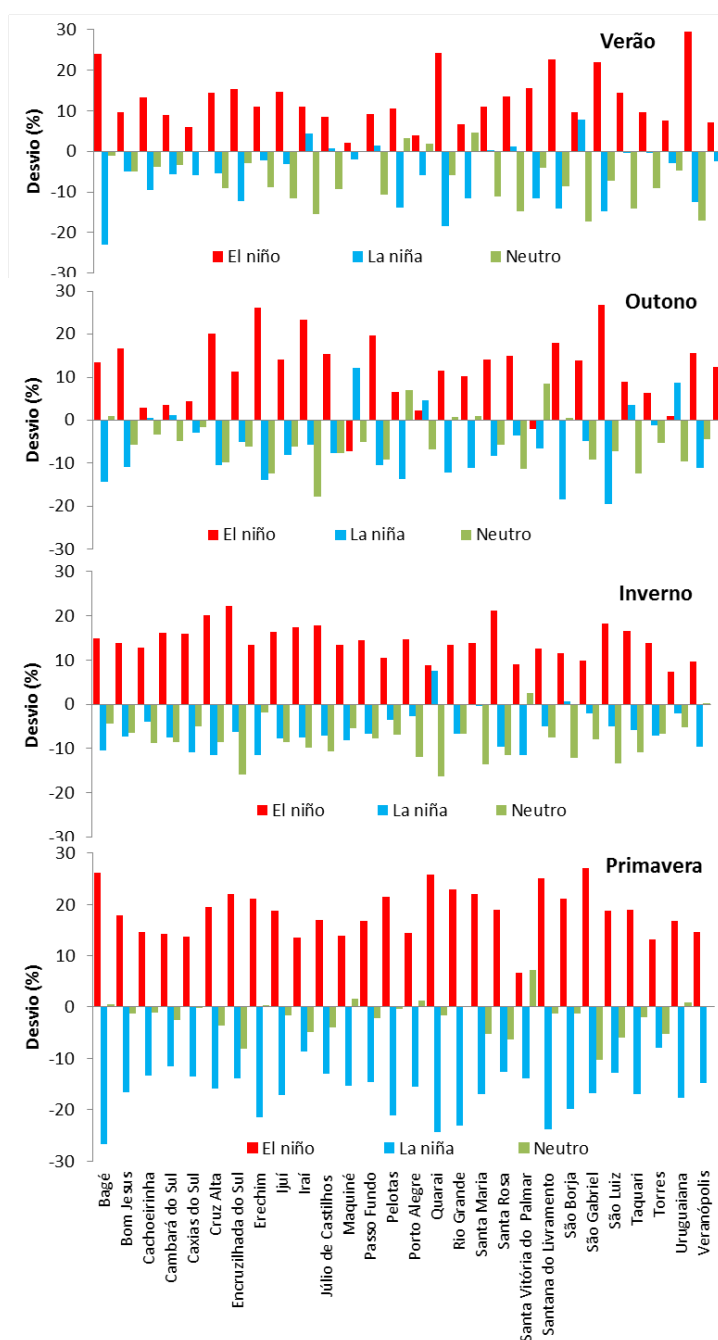 Verão
30
20
10
0
-10
-20
-30
Desvio (%)
El niño La niña Neutro
Outono
30
20
10
0
-10
-20
-30
Desvio (%)
El niño La niña Neutro
Inverno
30
20
10
0
-10
-20
-30
Desvio (%)
El niño La niña Neutro
Primavera
30
20
10
0
-10
-20
-30
Desvio (%)
El niño La niña Neutro
Bagé
Bom Jesus
Cachoeirinha
Cambará do Sul
Caxias do Sul
Cruz Alta
Encruzilhada do Sul
Erechim
Ijuí
Iraí
Júlio de Castilhos
Maquiné
Passo Fundo
Pelotas
Porto Alegre
Quarai
Rio Grande
Santa Maria
Santa Rosa
Santa Vitória do Palmar
Santana do Livramento
São Borja
São Gabriel
São Luiz
Taquari
Torres
Uruguaiana
Veranópolis